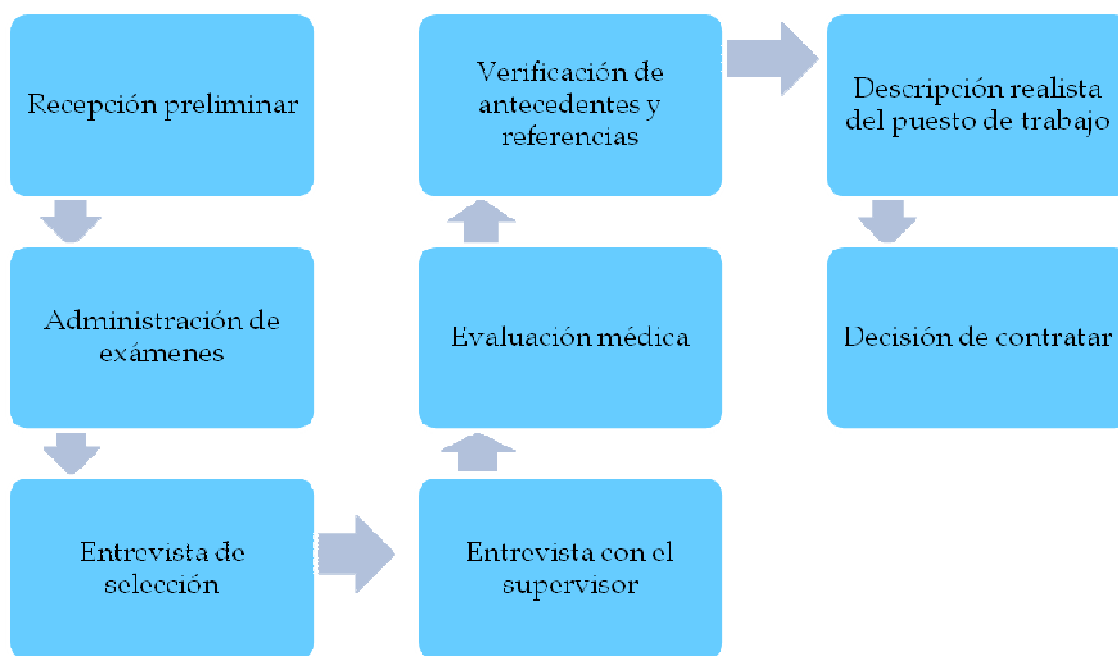 Recepción preliminar
Administración de
exámenes
Entrevista de
selección
Entrevista con el
supervisor
Evaluación médica
Verificación de
antecedentes y
referencias
Descripción realista
del puesto de trabajo
Decisión de contratar